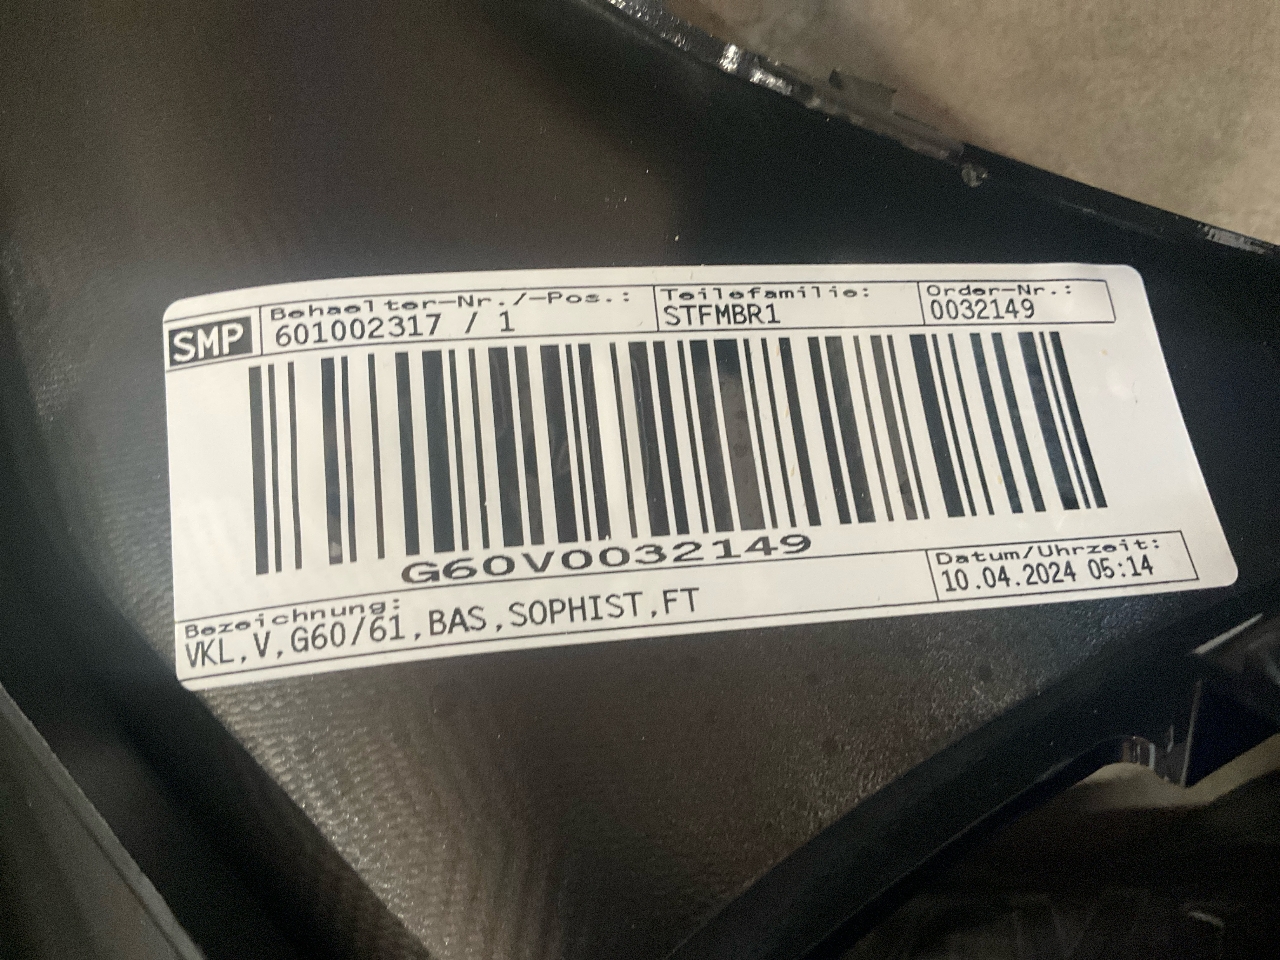 SMP
Behaelter-Nr./-Pos.:
601002317 / 1
Teilefamilie:
STFMBR1
Order-Nr.:
0032149
G60V0032149
Bezeichnung:
VKL,V,G60/61,BAS,SOPHIST,FT
Datum/Uhrzeit:
10.04.2024 05:14